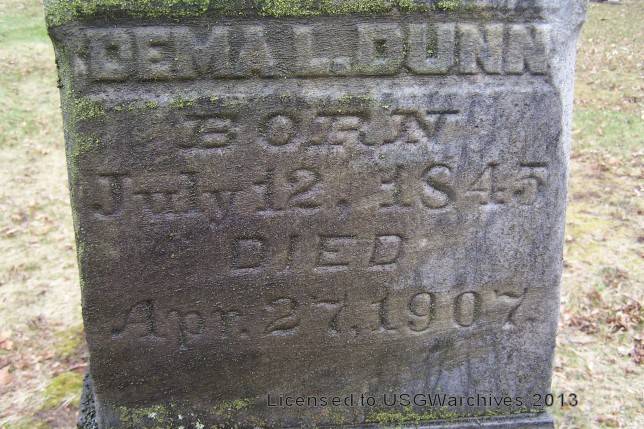 DEMA L. DUNN
BORN
July 12, 1845
DIED
Apr. 27, 1907.
Licensed to USGWarchives, 2013